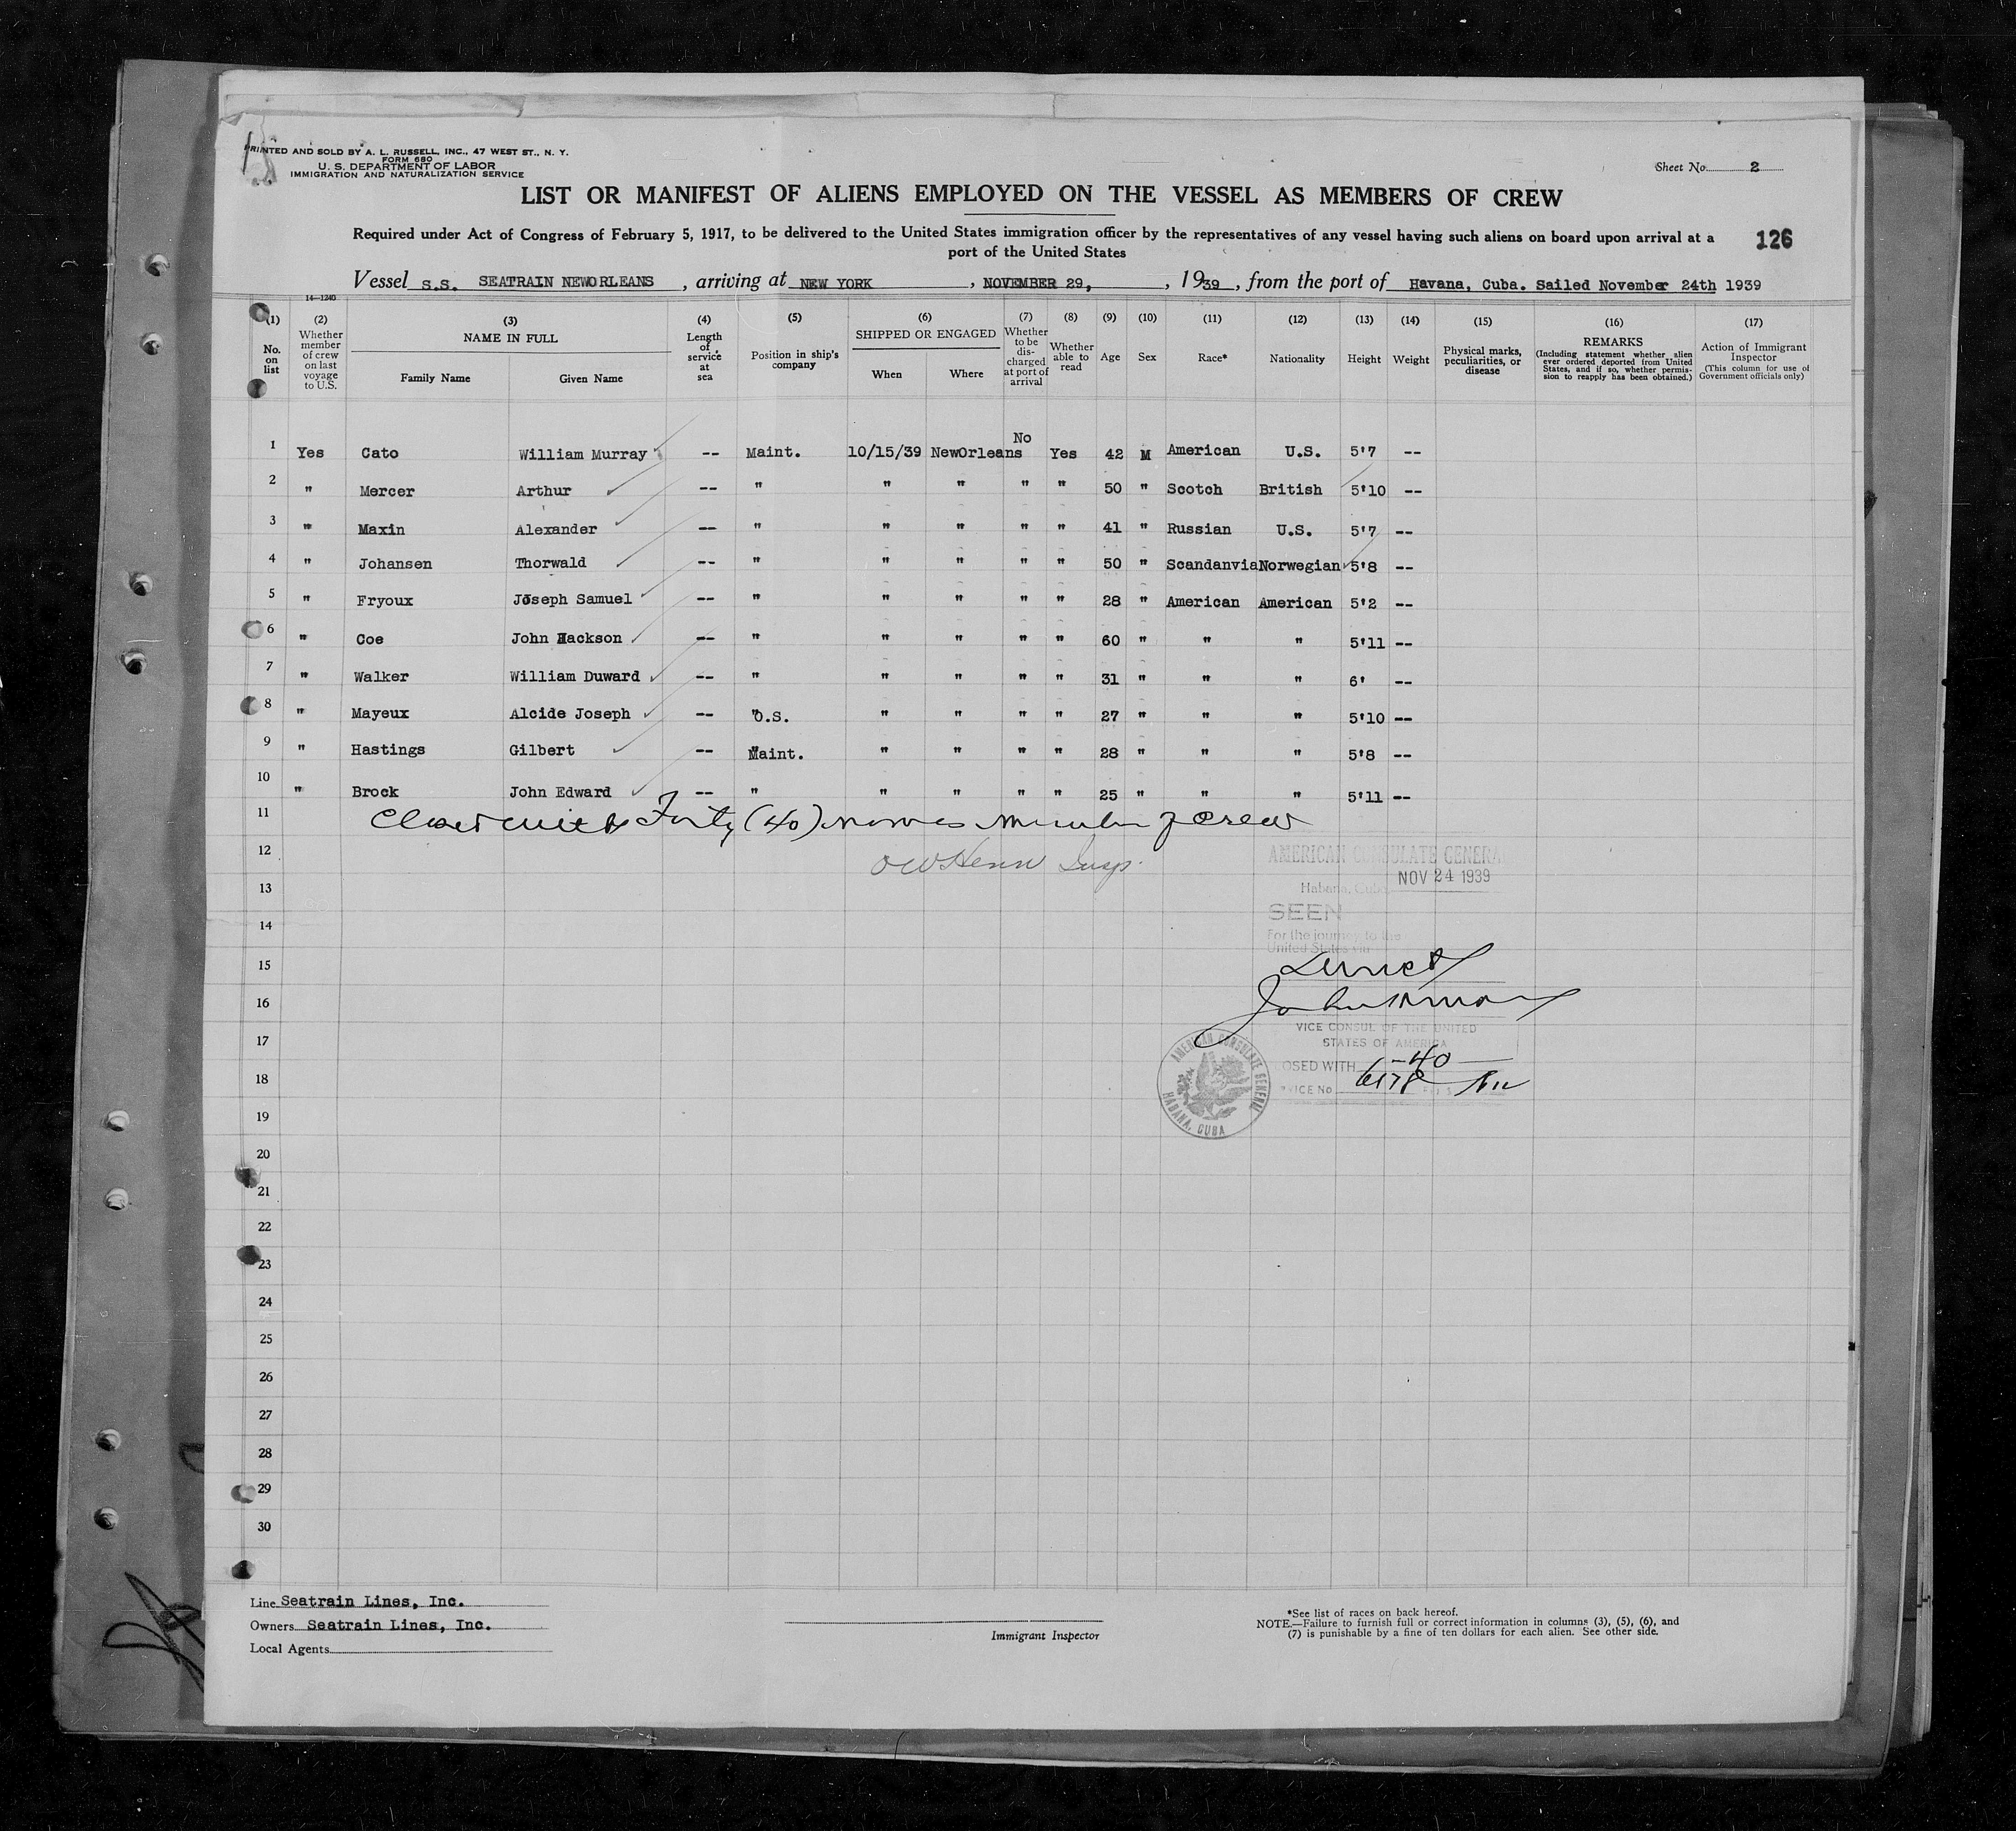 PRINTED AND SOLD BY A. L. RUSSELL, INC., 47 WEST ST., N. Y.
FORM 680
U. S. DEPARTMENT OF LABOR
IMMIGRATION AND NATURALIZATION SERVICE
Sheet No. 2
LIST OR MANIFEST OF ALIENS EMPLOYED ON THE VESSEL AS MEMBERS OF CREW
Required under Act of Congress of February 5, 1917, to be delivered to the United States immigration officer by the representatives of any vessel having such aliens on board upon arrival at a
port of the United States
126
Vessel S.S. SEATRAIN NEWORLEANS, arriving at NEW YORK, NOVEMBER 29, , 1939, from the port of Havana, Cuba. Sailed November 24th 1939
14—1240
(1) No. on list
(2) Whether member of crew on last voyage to U.S.
(3) NAME IN FULL Family Name Given Name
(4) Length of service at sea
(5) Position in ship's company
(6) SHIPPED OR ENGAGED When Where
(7) Whether to be discharged at port of arrival
(8) Whether able to read
(9) Age
(10) Sex
(11) Race*
(12) Nationality
(13) Height
(14) Weight
(15) Physical marks, peculiarities, or disease
(16) REMARKS (Including statement whether alien ever ordered deported from United States, and if so, whether permission to reapply has been obtained.)
(17) Action of Immigrant Inspector (This column for use of Government officials only)
1 Yes Cato William Murray -- Maint. 10/15/39 NewOrleans No Yes 42 M American U.S. 5'7 --
2 " Mercer Arthur -- " " " " " 50 " Scotch British 5'10 --
3 " Maxin Alexander -- " " " " " 41 " Russian U.S. 5'7 --
4 " Johansen Thorwald -- " " " " " 50 " Scandanvia Norwegian 5'8 --
5 " Fryoux Joseph Samuel -- " " " " " 28 " American American 5'2 --
6 " Coe John Hackson -- " " " " " 60 " " " 5'11 --
7 " Walker William Duward -- " " " " " 31 " " " 6' --
8 " Mayeux Alcide Joseph -- O.S. " " " " 27 " " " 5'10 --
9 " Hastings Gilbert -- Maint. " " " " 28 " " " 5'8 --
10 " Brock John Edward -- " " " " " 25 " " " 5'11 --
11 Closed with Forty (40) names member of crew
12 O W Henn Insp.
AMERICAN CONSULATE GENERAL
NOV 24 1939
13
Habana, Cuba
SEEN
14
For the journey to the
United States via
15 Direct
16
VICE CONSUL OF THE UNITED
STATES OF AMERICA
17
CLOSED WITH —40—
18
SERVICE No. 6178
AMERICAN CONSULATE GENERAL HABANA, CUBA
19
20
21
22
23
24
25
26
27
28
29
30
Line Seatrain Lines, Inc.
Owners Seatrain Lines, Inc.
Local Agents
Immigrant Inspector
*See list of races on back hereof.
NOTE.—Failure to furnish full or correct information in columns (3), (5), (6), and
(7) is punishable by a fine of ten dollars for each alien. See other side.